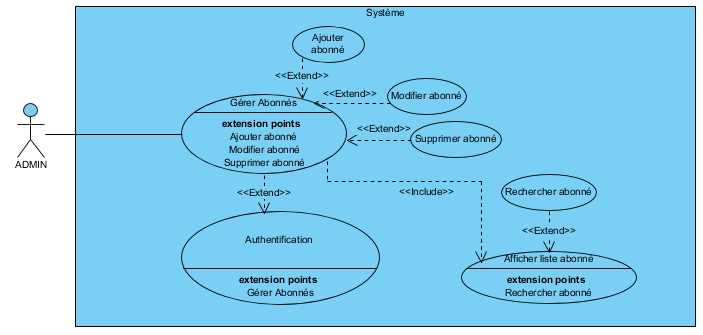 Système
Ajouter
abonné
<<Extend>>
<<Extend>>
Modifier abonné
Gérer Abonnés
extension points
Ajouter abonné
Modifier abonné
Supprimer abonné
<<Extend>>
Supprimer abonné
ADMIN
<<Extend>>
<<Include>>
Rechercher abonné
<<Extend>>
Authentification
extension points
Gérer Abonnés
Afficher liste abonné
extension points
Rechercher abonné